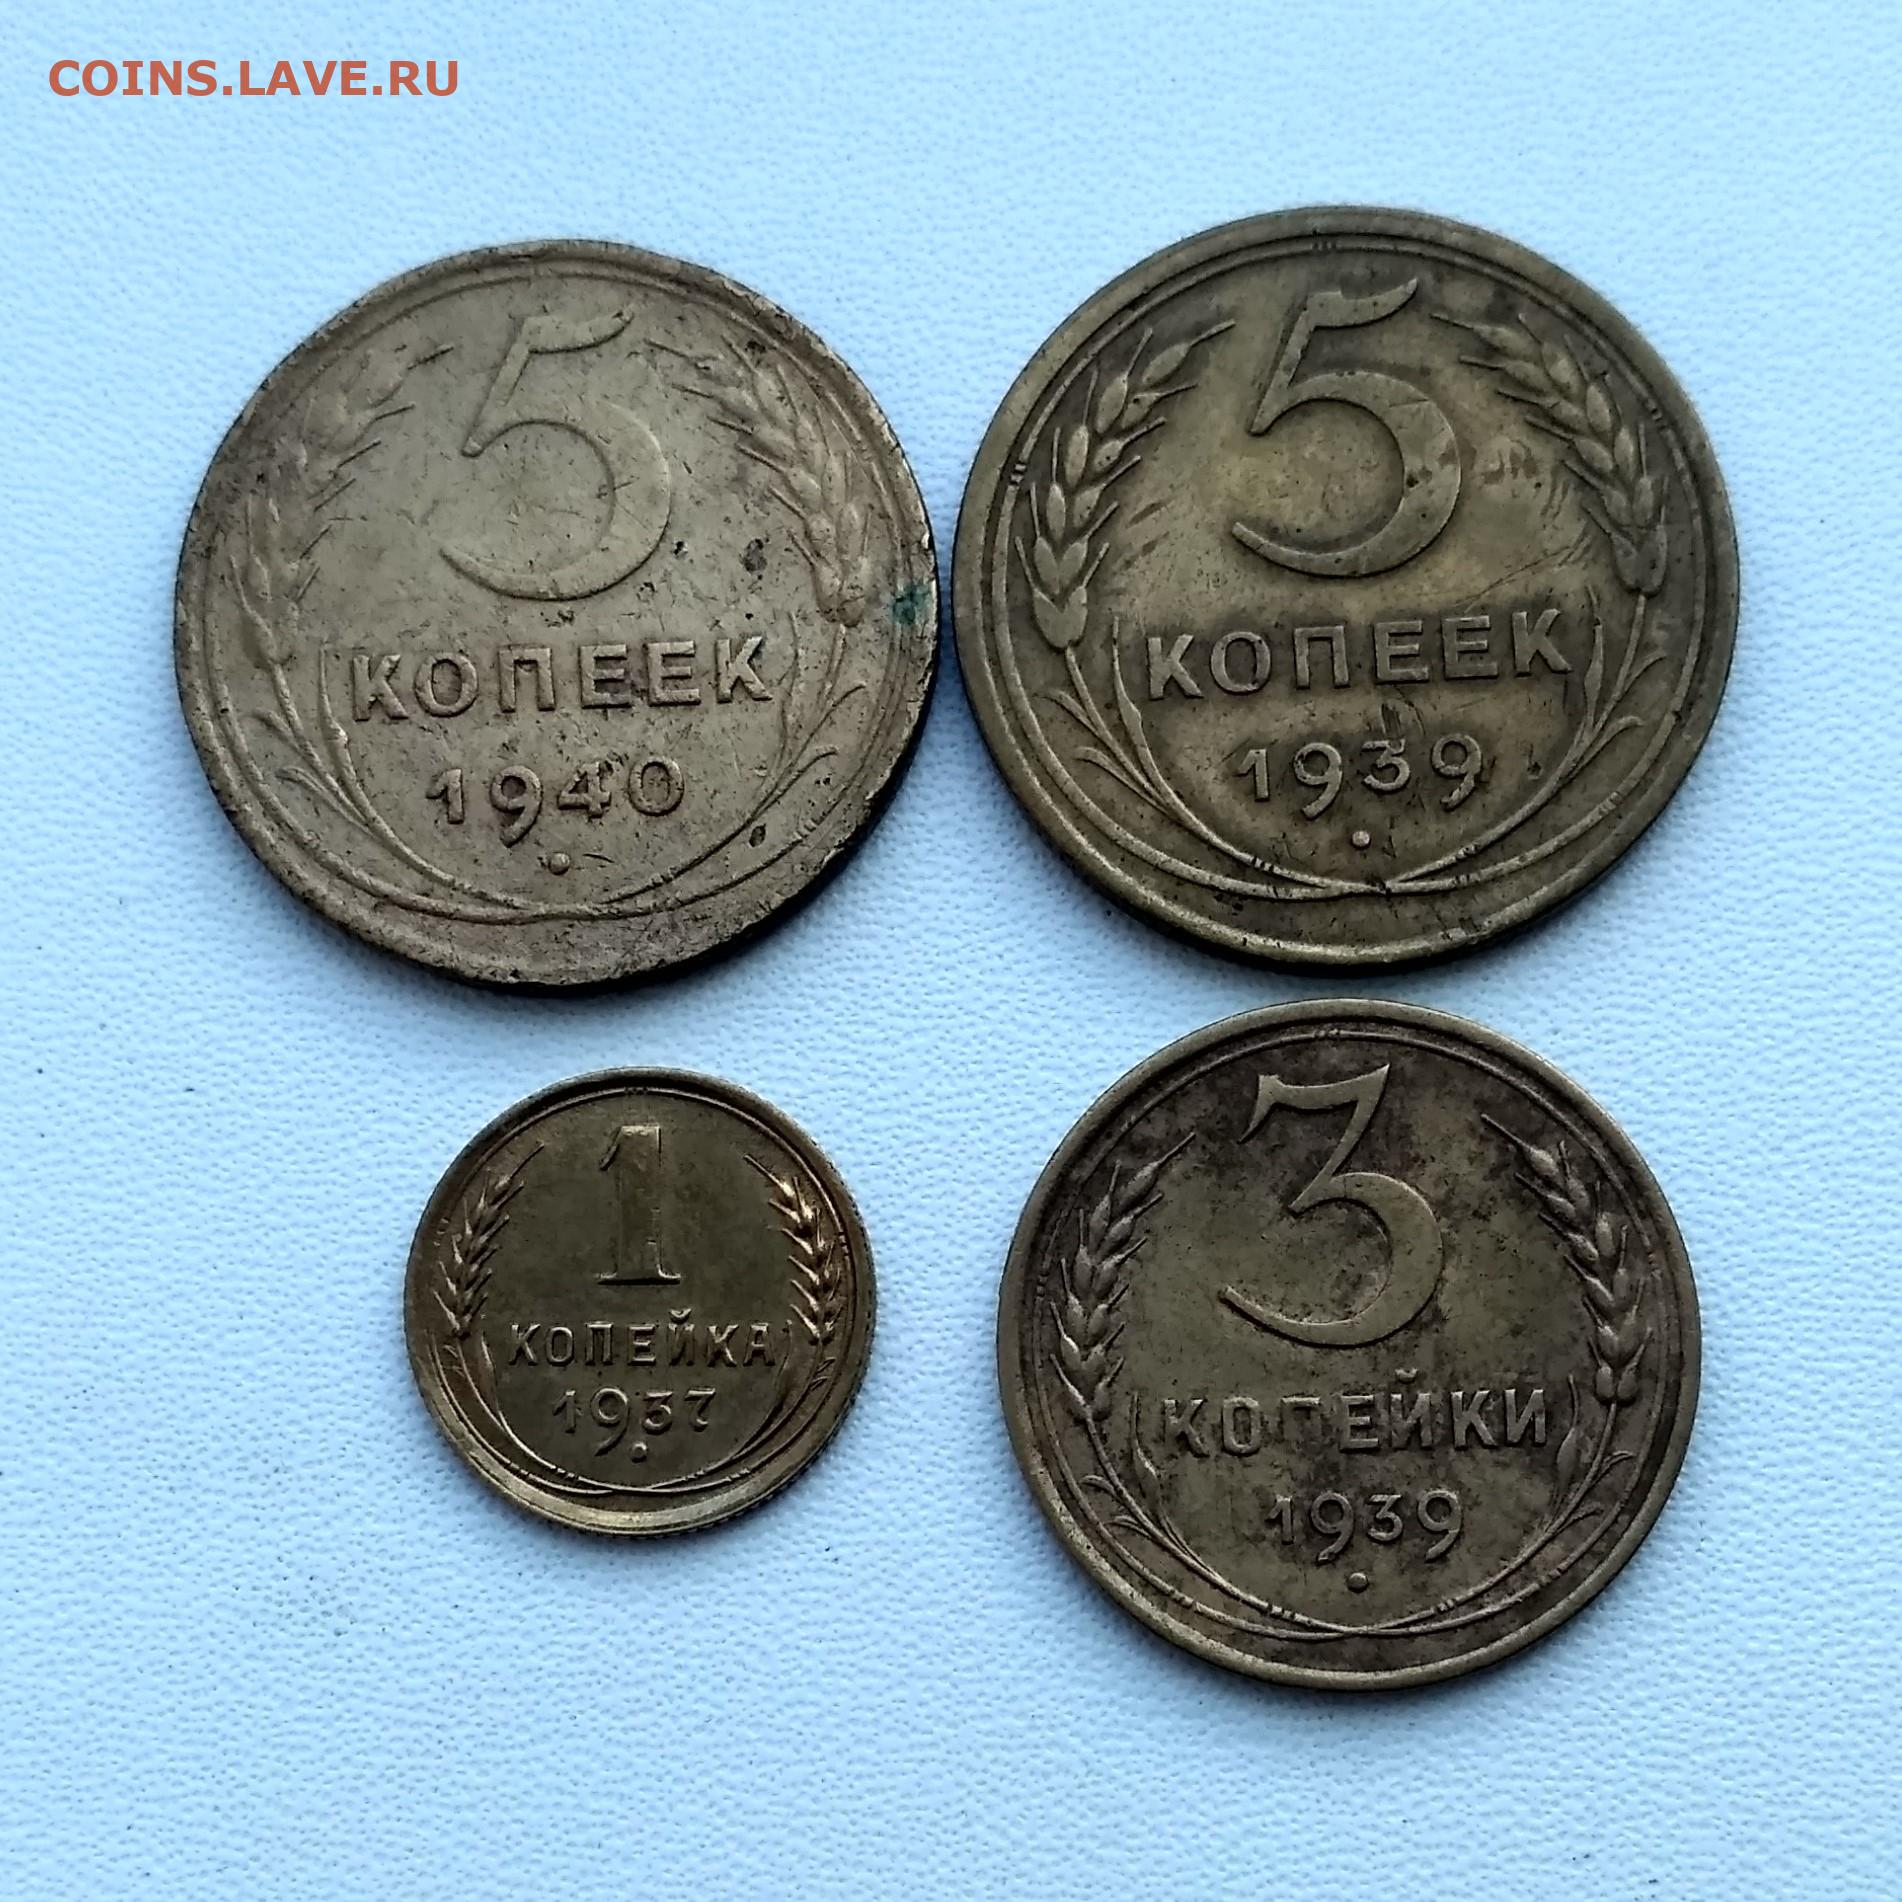 COINS.LAVE.RU
5
КОПЕЕК
1940
5
КОПЕЕК
1939
1
КОПЕЙКА
1937
3
КОПЕЙКИ
1939